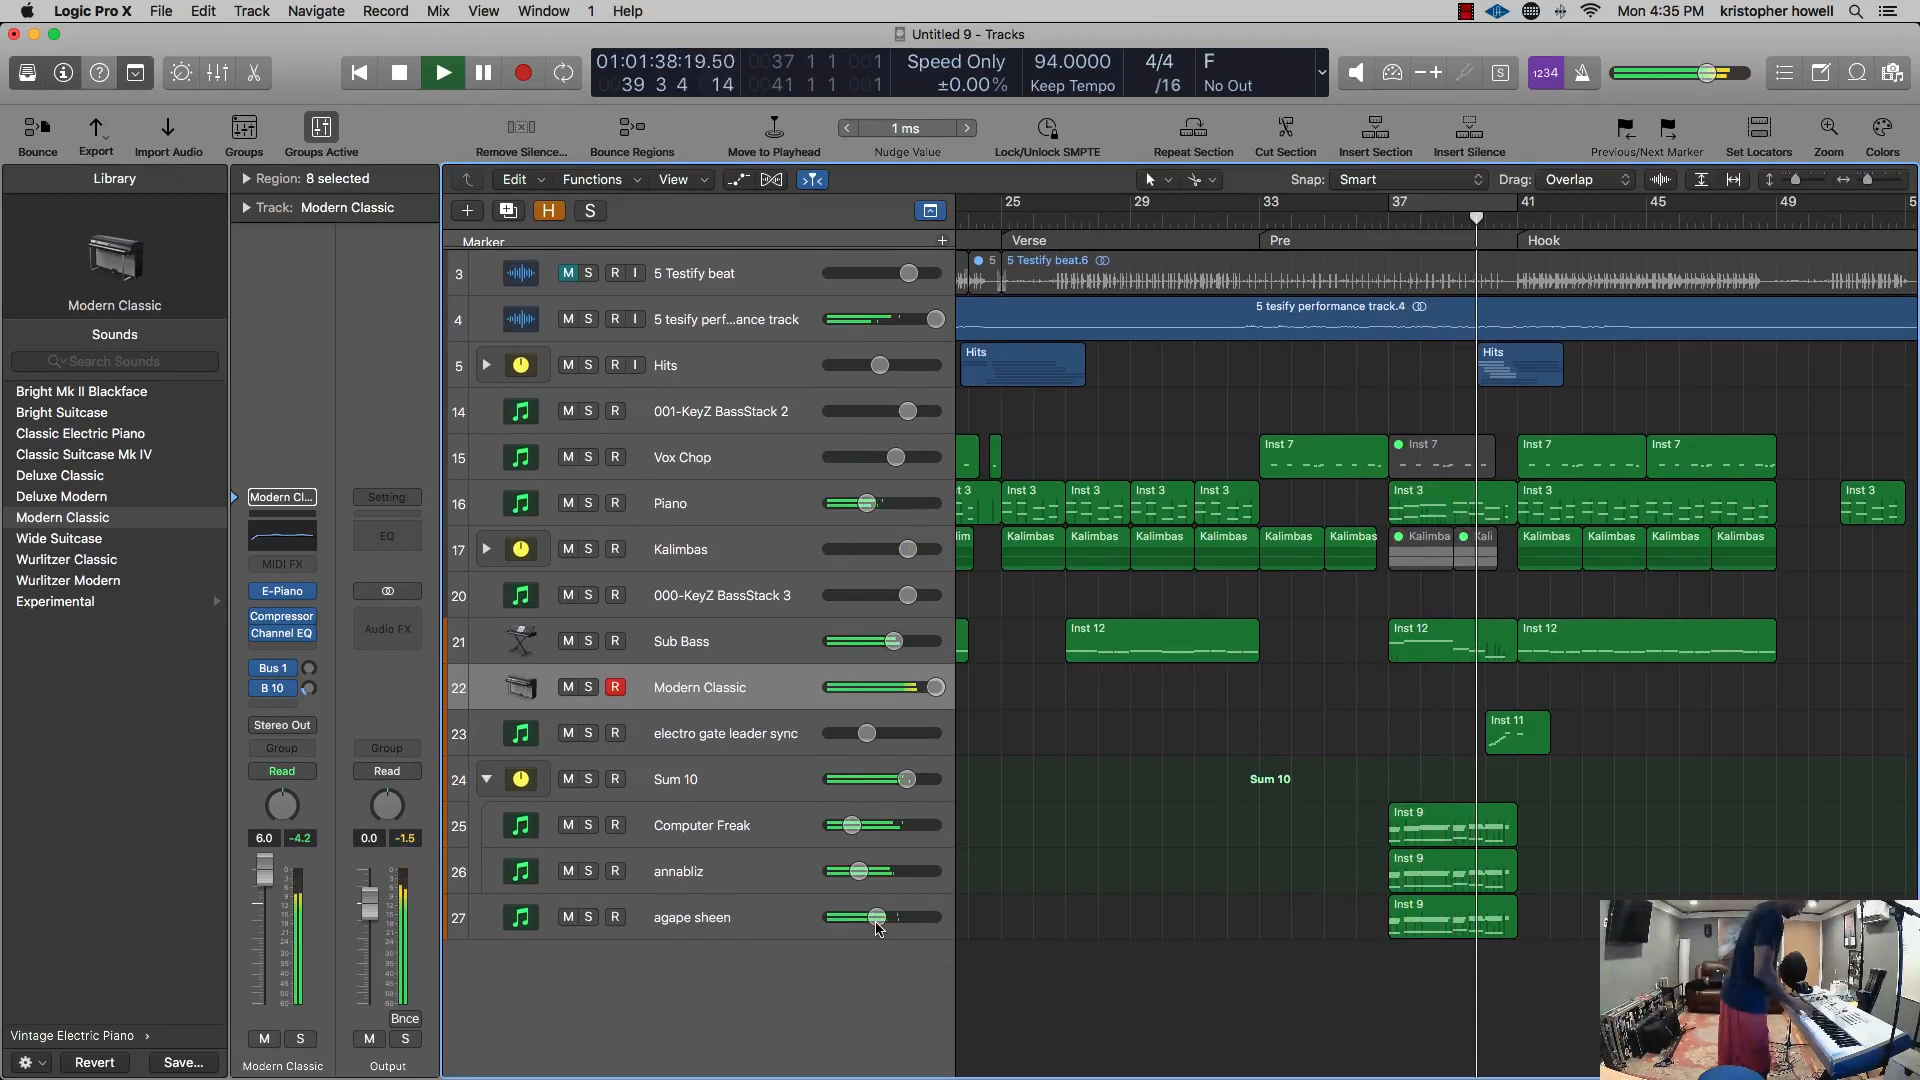 Logic Pro X File Edit Track Navigate Record Mix View Window 1 Help
Mon 4:35 PM kristopher howell
Untitled 9 - Tracks
01:01:38:19.50 0037 1 1 001 Speed Only 94.0000 4/4 F
39 3 4 14 0041 1 1 001 ±0.00% Keep Tempo /16 No Out
1234
Bounce Export Import Audio Groups Groups Active
Remove Silence... Bounce Regions Move to Playhead
1 ms
Nudge Value
Lock/Unlock SMPTE Repeat Section Cut Section Insert Section Insert Silence Previous/Next Marker Set Locators Zoom Colors
Library
Region: 8 selected
Track: Modern Classic
Edit Functions View
Snap: Smart Drag: Overlap
H S
25 29 33 37 41 45 49 5
Marker
Verse Pre Hook
Modern Classic
Sounds
Search Sounds
Bright Mk II Blackface
Bright Suitcase
Classic Electric Piano
Classic Suitcase Mk IV
Deluxe Classic
Deluxe Modern
Modern Classic
Wide Suitcase
Wurlitzer Classic
Wurlitzer Modern
Experimental
Vintage Electric Piano
Revert Save...
Modern Cl... Setting
EQ
MIDI FX
E-Piano
Compressor
Channel EQ
Audio FX
Bus 1
B 10
Stereo Out
Group Group
Read Read
6.0 -4.2 0.0 -1.5
Bnce
M S M S
Modern Classic Output
3 M S R I 5 Testify beat
5 5 Testify beat.6
4 M S R I 5 tesify perf...ance track
5 tesify performance track.4
5 M S R I Hits
Hits Hits
14 M S R 001-KeyZ BassStack 2
15 M S R Vox Chop
Inst 7 Inst 7 Inst 7 Inst 7
16 M S R Piano
t 3 Inst 3 Inst 3 Inst 3 Inst 3 Inst 3 Inst 3 Inst 3
17 M S R Kalimbas
lim Kalimbas Kalimbas Kalimbas Kalimbas Kalimbas Kalimbas Kalimba Kali Kalimbas Kalimbas Kalimbas Kalimbas
20 M S R 000-KeyZ BassStack 3
21 M S R Sub Bass
Inst 12 Inst 12 Inst 12
22 M S R Modern Classic
23 M S R electro gate leader sync
Inst 11
24 M S R Sum 10
Sum 10
25 M S R Computer Freak
Inst 9
26 M S R annabliz
Inst 9
27 M S R agape sheen
Inst 9